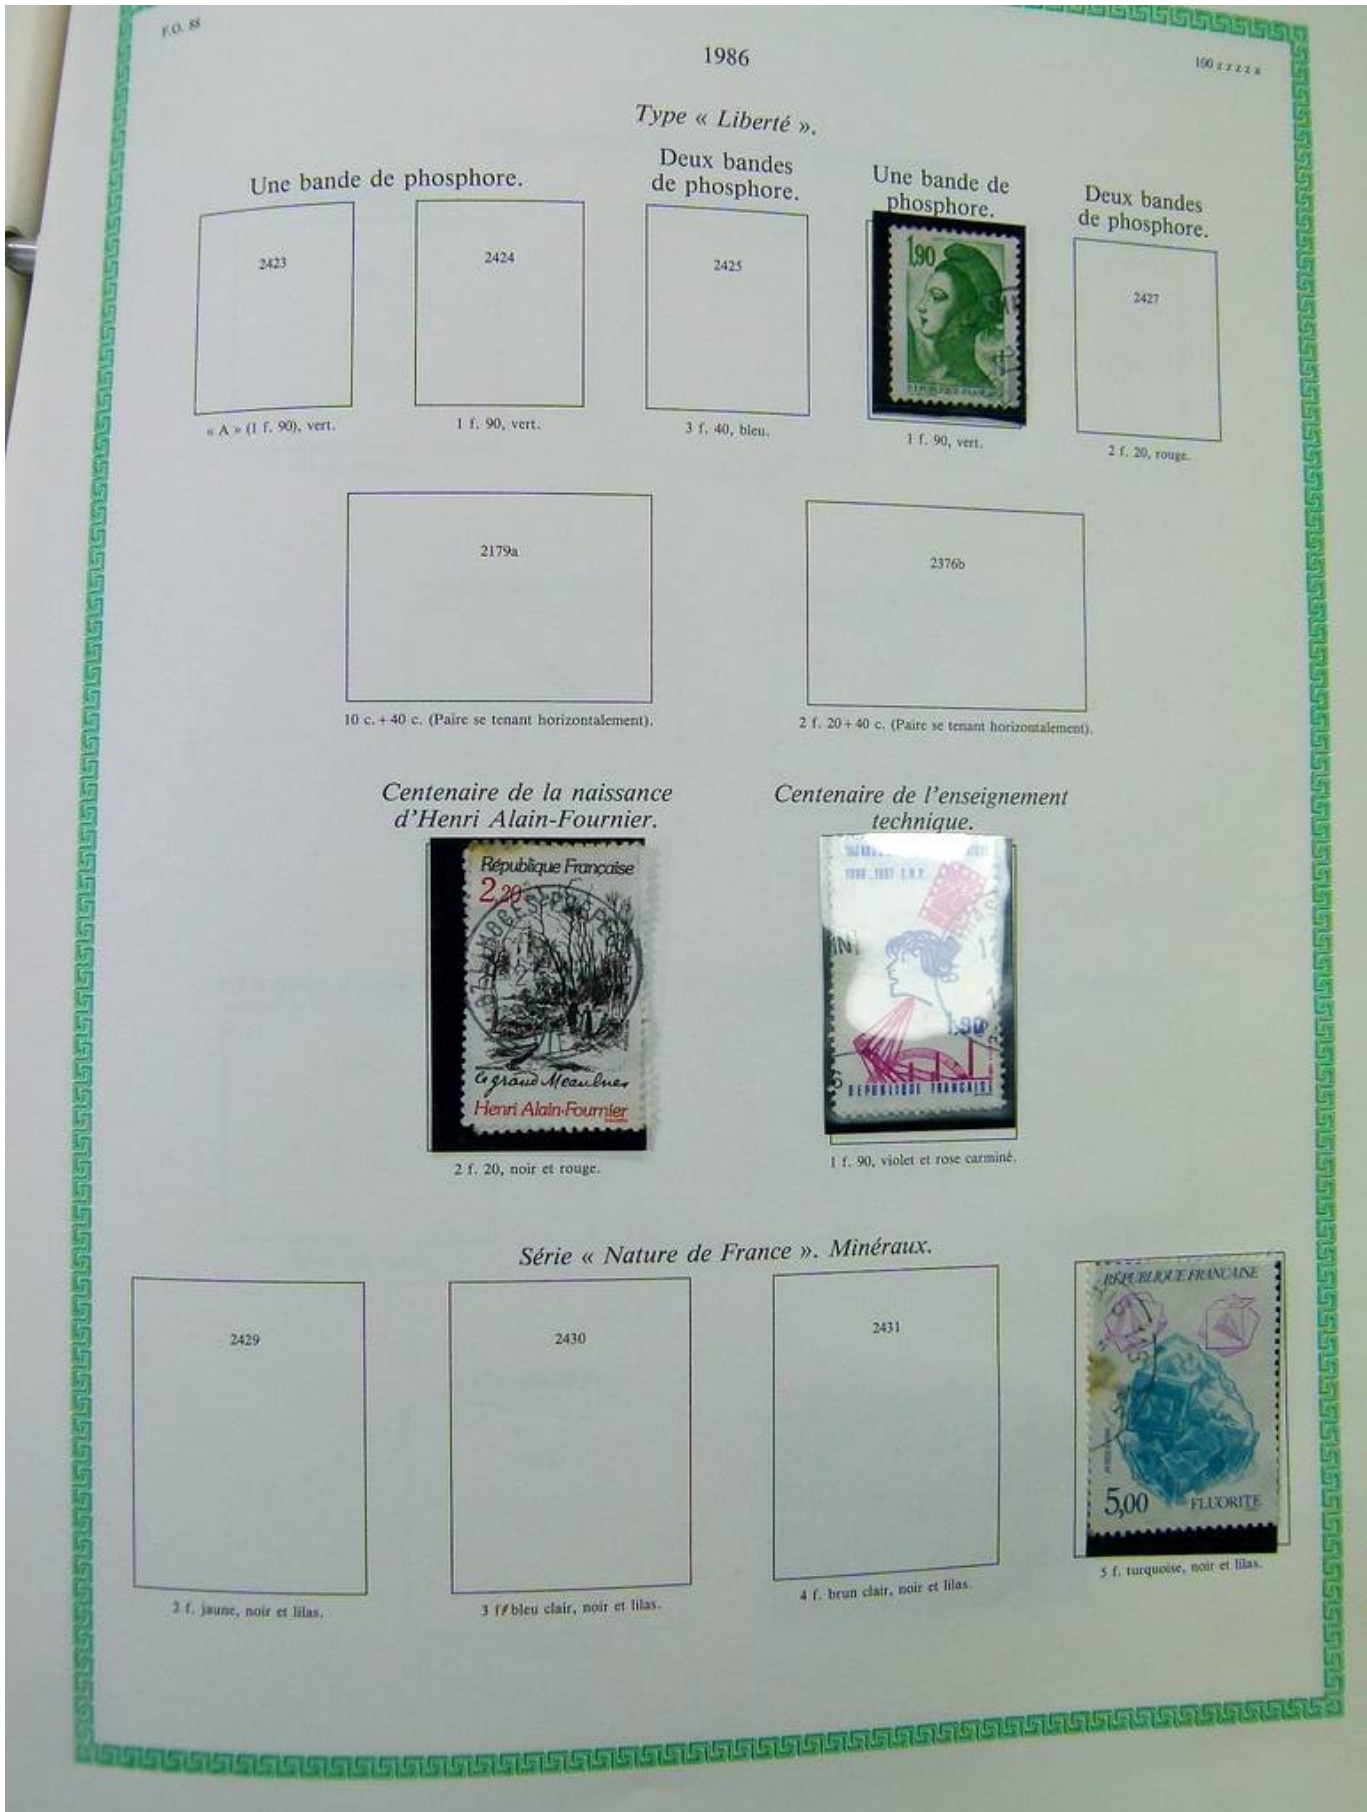 F.O. 88
1986
100 z z z z a
Type « Liberté ».
Une bande de phosphore.
Deux bandes
de phosphore.
Une bande de
phosphore.
Deux bandes
de phosphore.
2423
2424
2425
1,90
RÉPUBLIQUE FRANÇAISE
2427
« A » (1 f. 90), vert.
1 f. 90, vert.
3 f. 40, bleu.
1 f. 90, vert.
2 f. 20, rouge.
2179a
2376b
10 c. + 40 c. (Paire se tenant horizontalement).
2 f. 20 + 40 c. (Paire se tenant horizontalement).
Centenaire de la naissance
d'Henri Alain-Fournier.
Centenaire de l'enseignement
technique.
République Française
2,20
Le grand Meaulnes
Henri Alain-Fournier
1,90
REPUBLIQUE FRANCAISE
2 f. 20, noir et rouge.
1 f. 90, violet et rose carminé.
Série « Nature de France ». Minéraux.
2429
2430
2431
RÉPUBLIQUE FRANÇAISE
5,00 FLUORITE
2 f. jaune, noir et lilas.
3 f. bleu clair, noir et lilas.
4 f. brun clair, noir et lilas.
5 f. turquoise, noir et lilas.